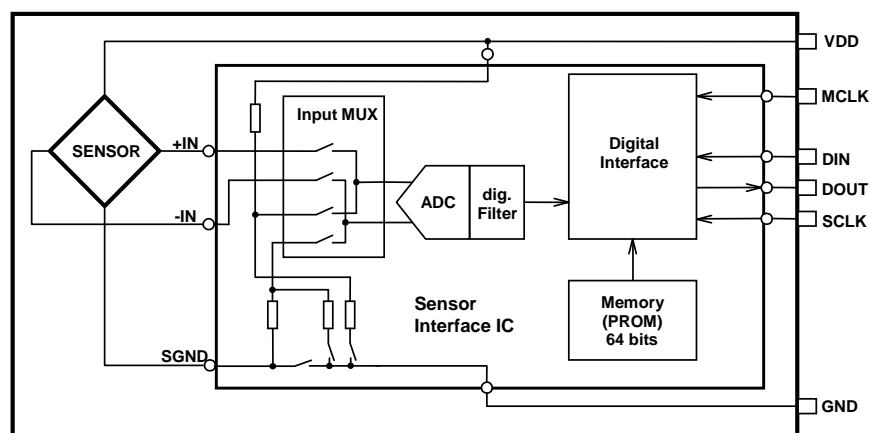 VDD
MCLK
Input MUX
+IN
SENSOR
Digital
Interface
DIN
DOUT
ADC
dig.
Filter
-IN
SCLK
Sensor
Interface IC
Memory
(PROM)
64 bits
SGND
GND